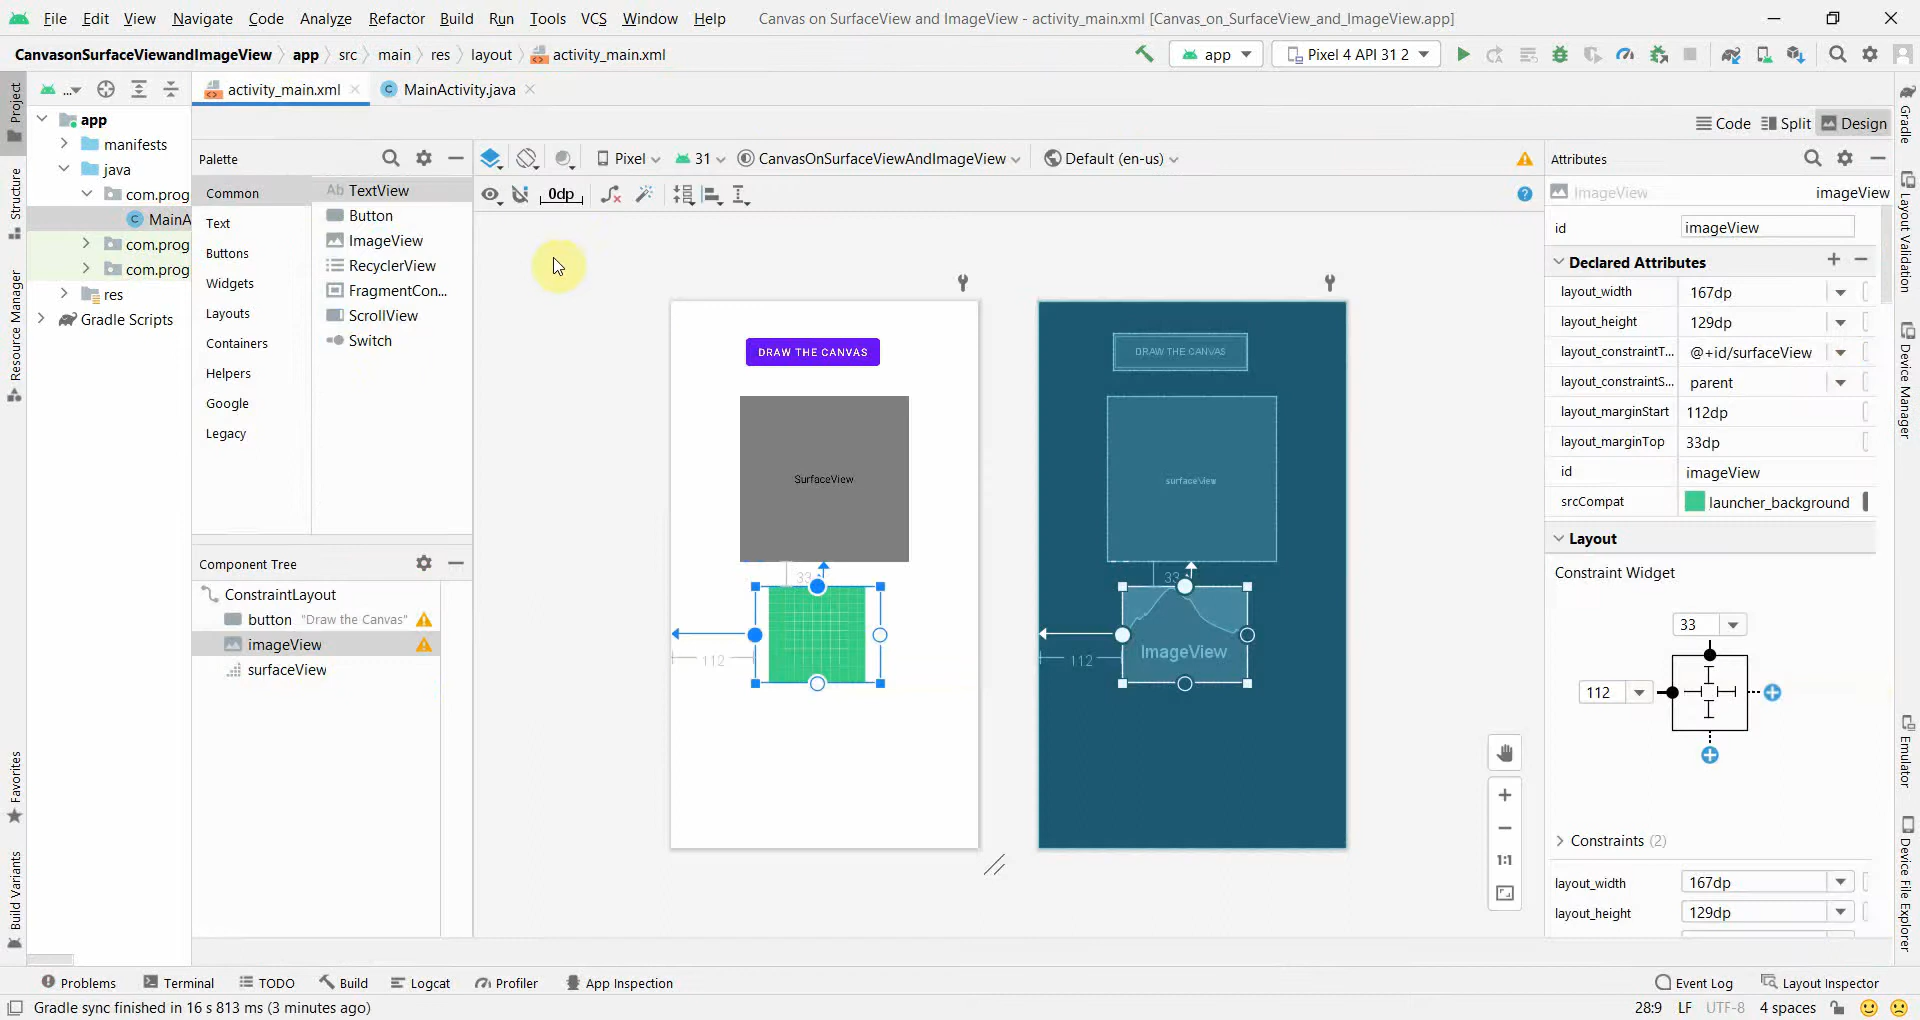 File Edit View Navigate Code Analyze Refactor Build Run Tools VCS Window Help Canvas on SurfaceView and ImageView - activity_main.xml [Canvas_on_SurfaceView_and_ImageView.app]
CanvasonSurfaceViewandImageView app src main res layout activity_main.xml app Pixel 4 API 31 2
... activity_main.xml MainActivity.java
Code Split Design
Project
Structure
Resource Manager
Favorites
Build Variants
app
manifests
java
com.prog
MainA
com.prog
com.prog
res
Gradle Scripts
Palette
Common
Text
Buttons
Widgets
Layouts
Containers
Helpers
Google
Legacy
Ab TextView
Button
ImageView
RecyclerView
FragmentCon...
ScrollView
Switch
Component Tree
ConstraintLayout
button "Draw the Canvas"
imageView
surfaceView
Pixel 31 CanvasOnSurfaceViewAndImageView Default (en-us)
0dp
DRAW THE CANVAS
SurfaceView
33
112
DRAW THE CANVAS
surfaceView
33
ImageView
112
1:1
Attributes
ImageView imageView
id imageView
Declared Attributes
layout_width 167dp
layout_height 129dp
layout_constraintT... @+id/surfaceView
layout_constraintS... parent
layout_marginStart 112dp
layout_marginTop 33dp
id imageView
srcCompat launcher_background
Layout
Constraint Widget
33
112
Constraints (2)
layout_width 167dp
layout_height 129dp
Gradle
Layout Validation
Device Manager
Emulator
Device File Explorer
Problems Terminal TODO Build Logcat Profiler App Inspection Event Log Layout Inspector
Gradle sync finished in 16 s 813 ms (3 minutes ago) 28:9 LF UTF-8 4 spaces